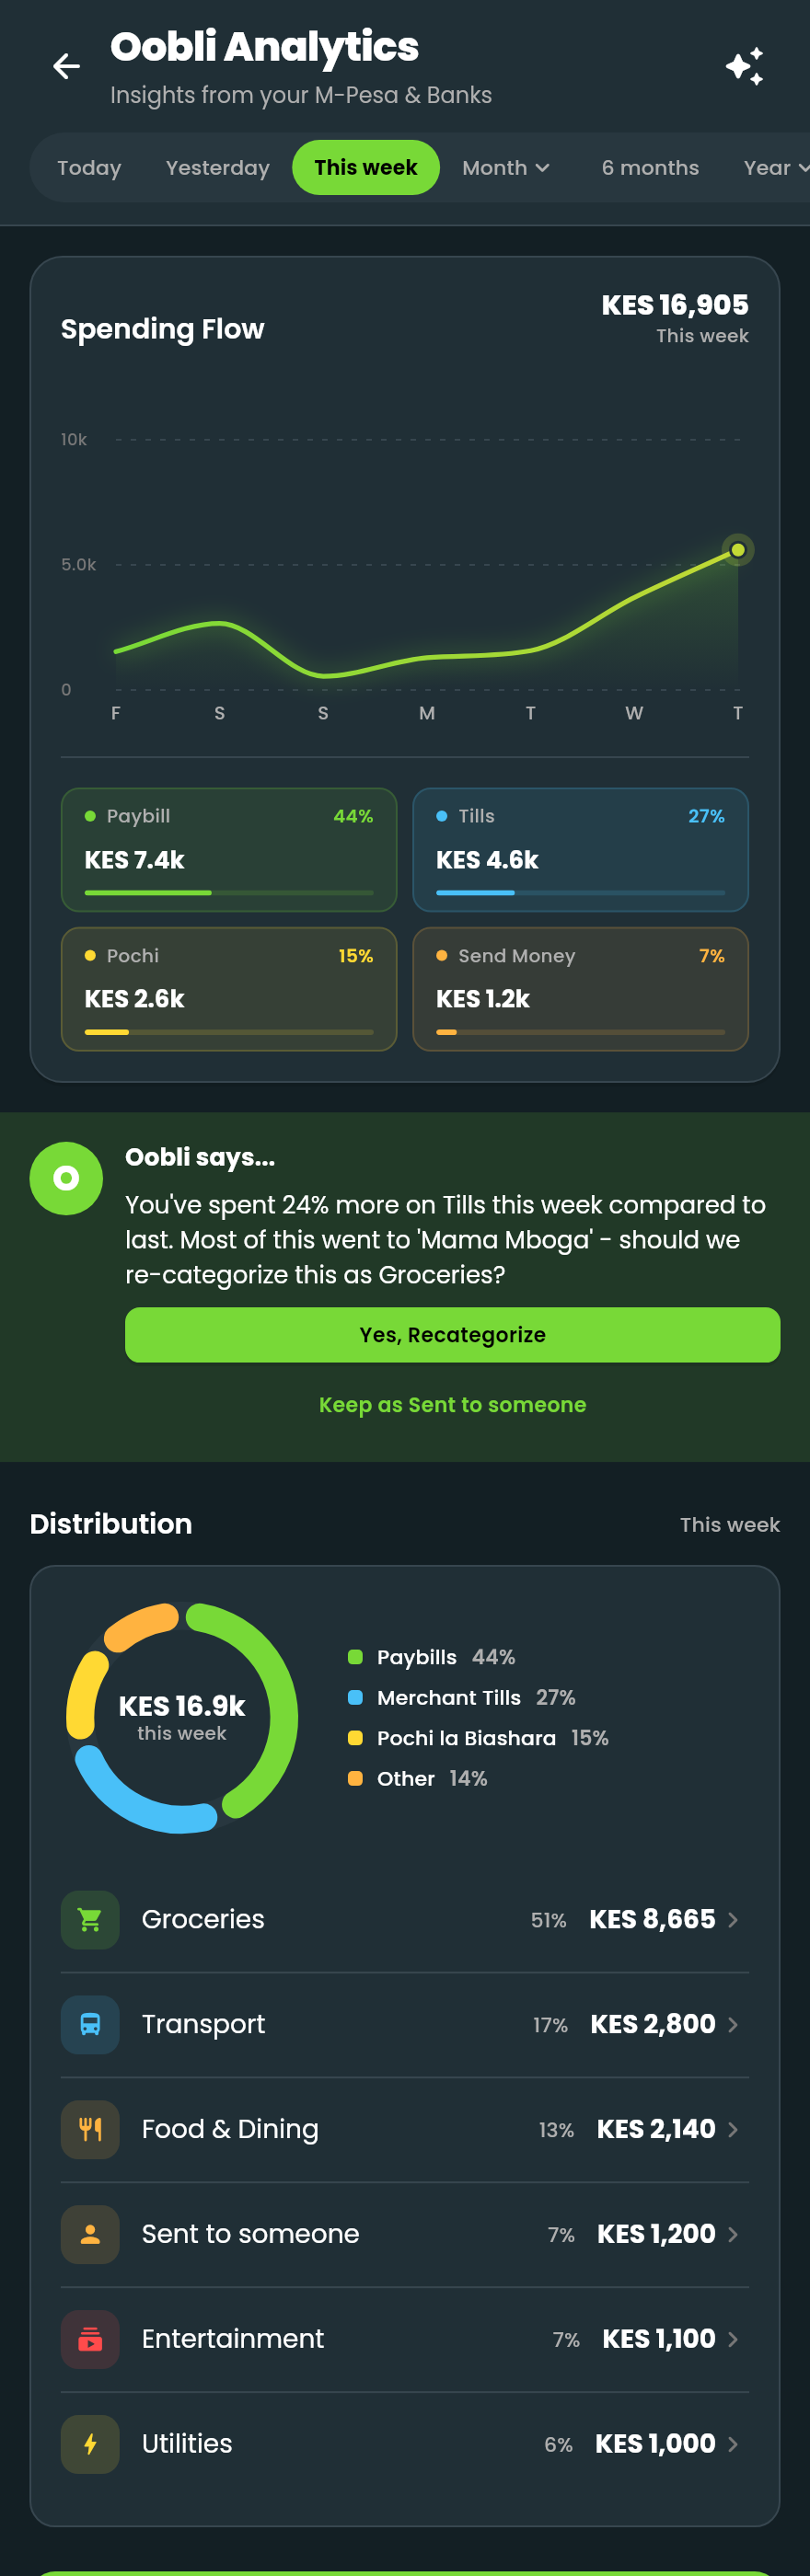 Oobli Analytics
Insights from your M-Pesa & Banks
Today Yesterday This week Month 6 months Year
Spending Flow
KES 16,905
This week
10k
5.0k
0
F S S M T W T
Paybill 44%
KES 7.4k
Tills 27%
KES 4.6k
Pochi 15%
KES 2.6k
Send Money 7%
KES 1.2k
Oobli says...
You've spent 24% more on Tills this week compared to
last. Most of this went to 'Mama Mboga' - should we
re-categorize this as Groceries?
Yes, Recategorize
Keep as Sent to someone
Distribution This week
KES 16.9k
this week
Paybills 44%
Merchant Tills 27%
Pochi la Biashara 15%
Other 14%
Groceries 51% KES 8,665
Transport 17% KES 2,800
Food & Dining 13% KES 2,140
Sent to someone 7% KES 1,200
Entertainment 7% KES 1,100
Utilities 6% KES 1,000